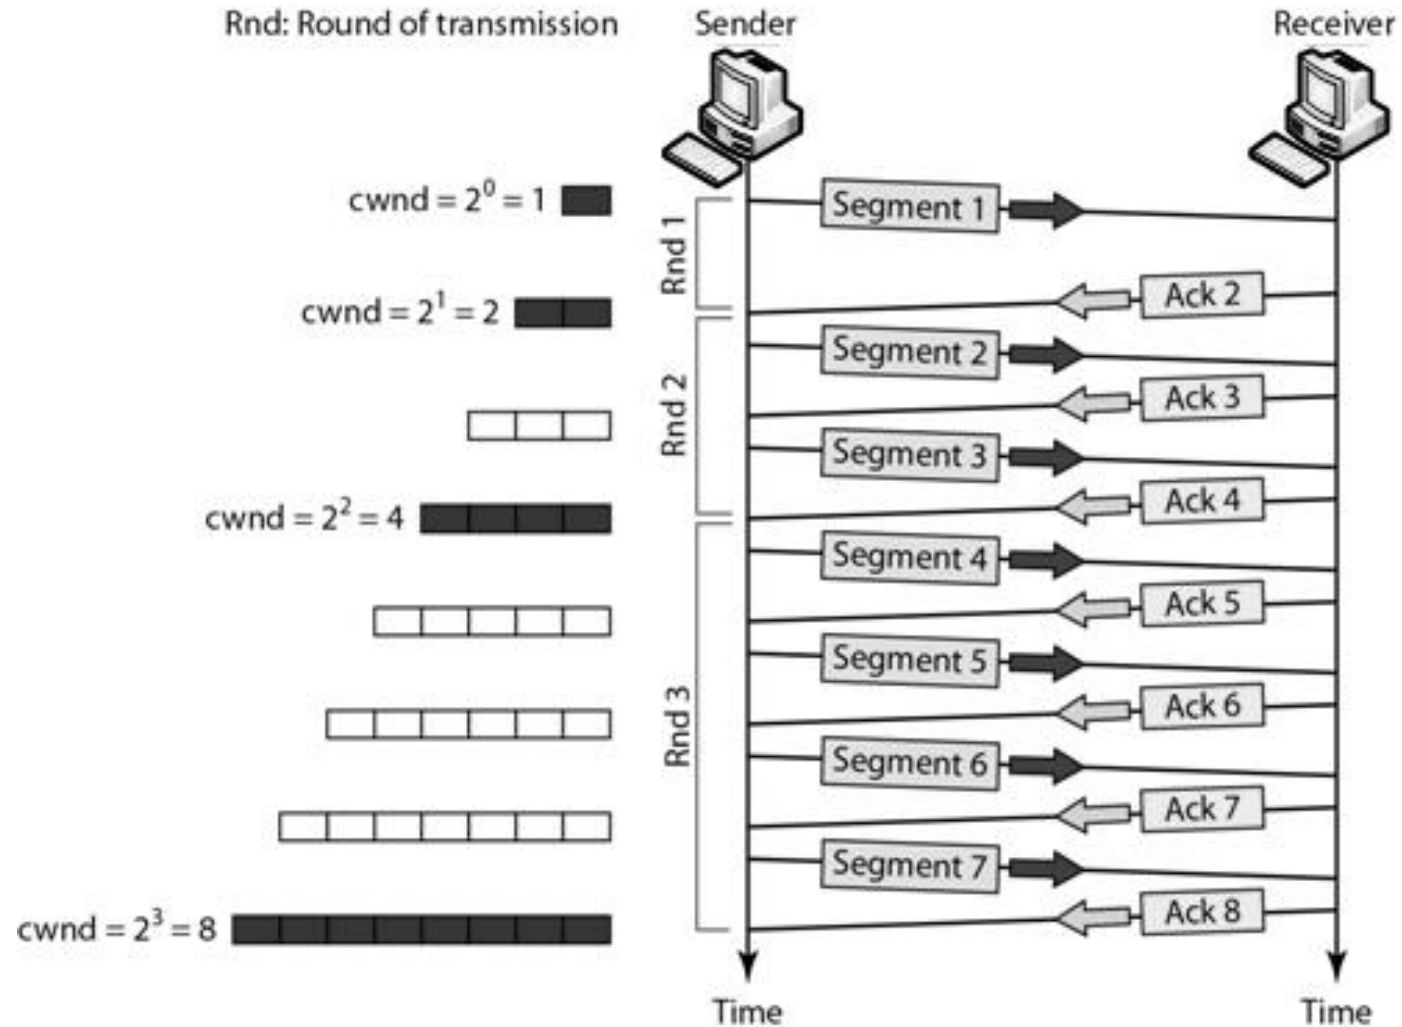 Rnd: Round of transmission
Sender
Receiver
cwnd = 2⁰ = 1
Rnd 1
Segment 1
Ack 2
cwnd = 2¹ = 2
Rnd 2
Segment 2
Ack 3
Segment 3
Ack 4
cwnd = 2² = 4
Rnd 3
Segment 4
Ack 5
Segment 5
Ack 6
Segment 6
Ack 7
Segment 7
Ack 8
cwnd = 2³ = 8
Time
Time